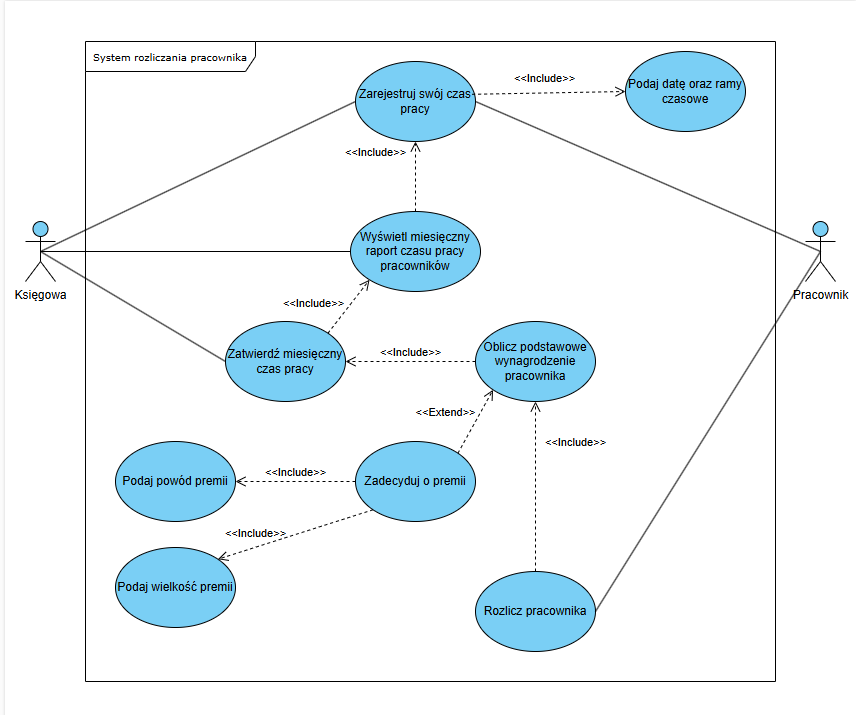 System rozliczania pracownika
Zarejestruj swój czas
pracy
<<Include>>
Podaj datę oraz ramy
czasowe
<<Include>>
Wyświetl miesięczny
raport czasu pracy
pracowników
Księgowa
Pracownik
<<Include>>
Zatwierdź miesięczny
czas pracy
<<Include>>
Oblicz podstawowe
wynagrodzenie
pracownika
<<Extend>>
<<Include>>
Podaj powód premii
<<Include>>
Zadecyduj o premii
<<Include>>
Podaj wielkość premii
Rozlicz pracownika